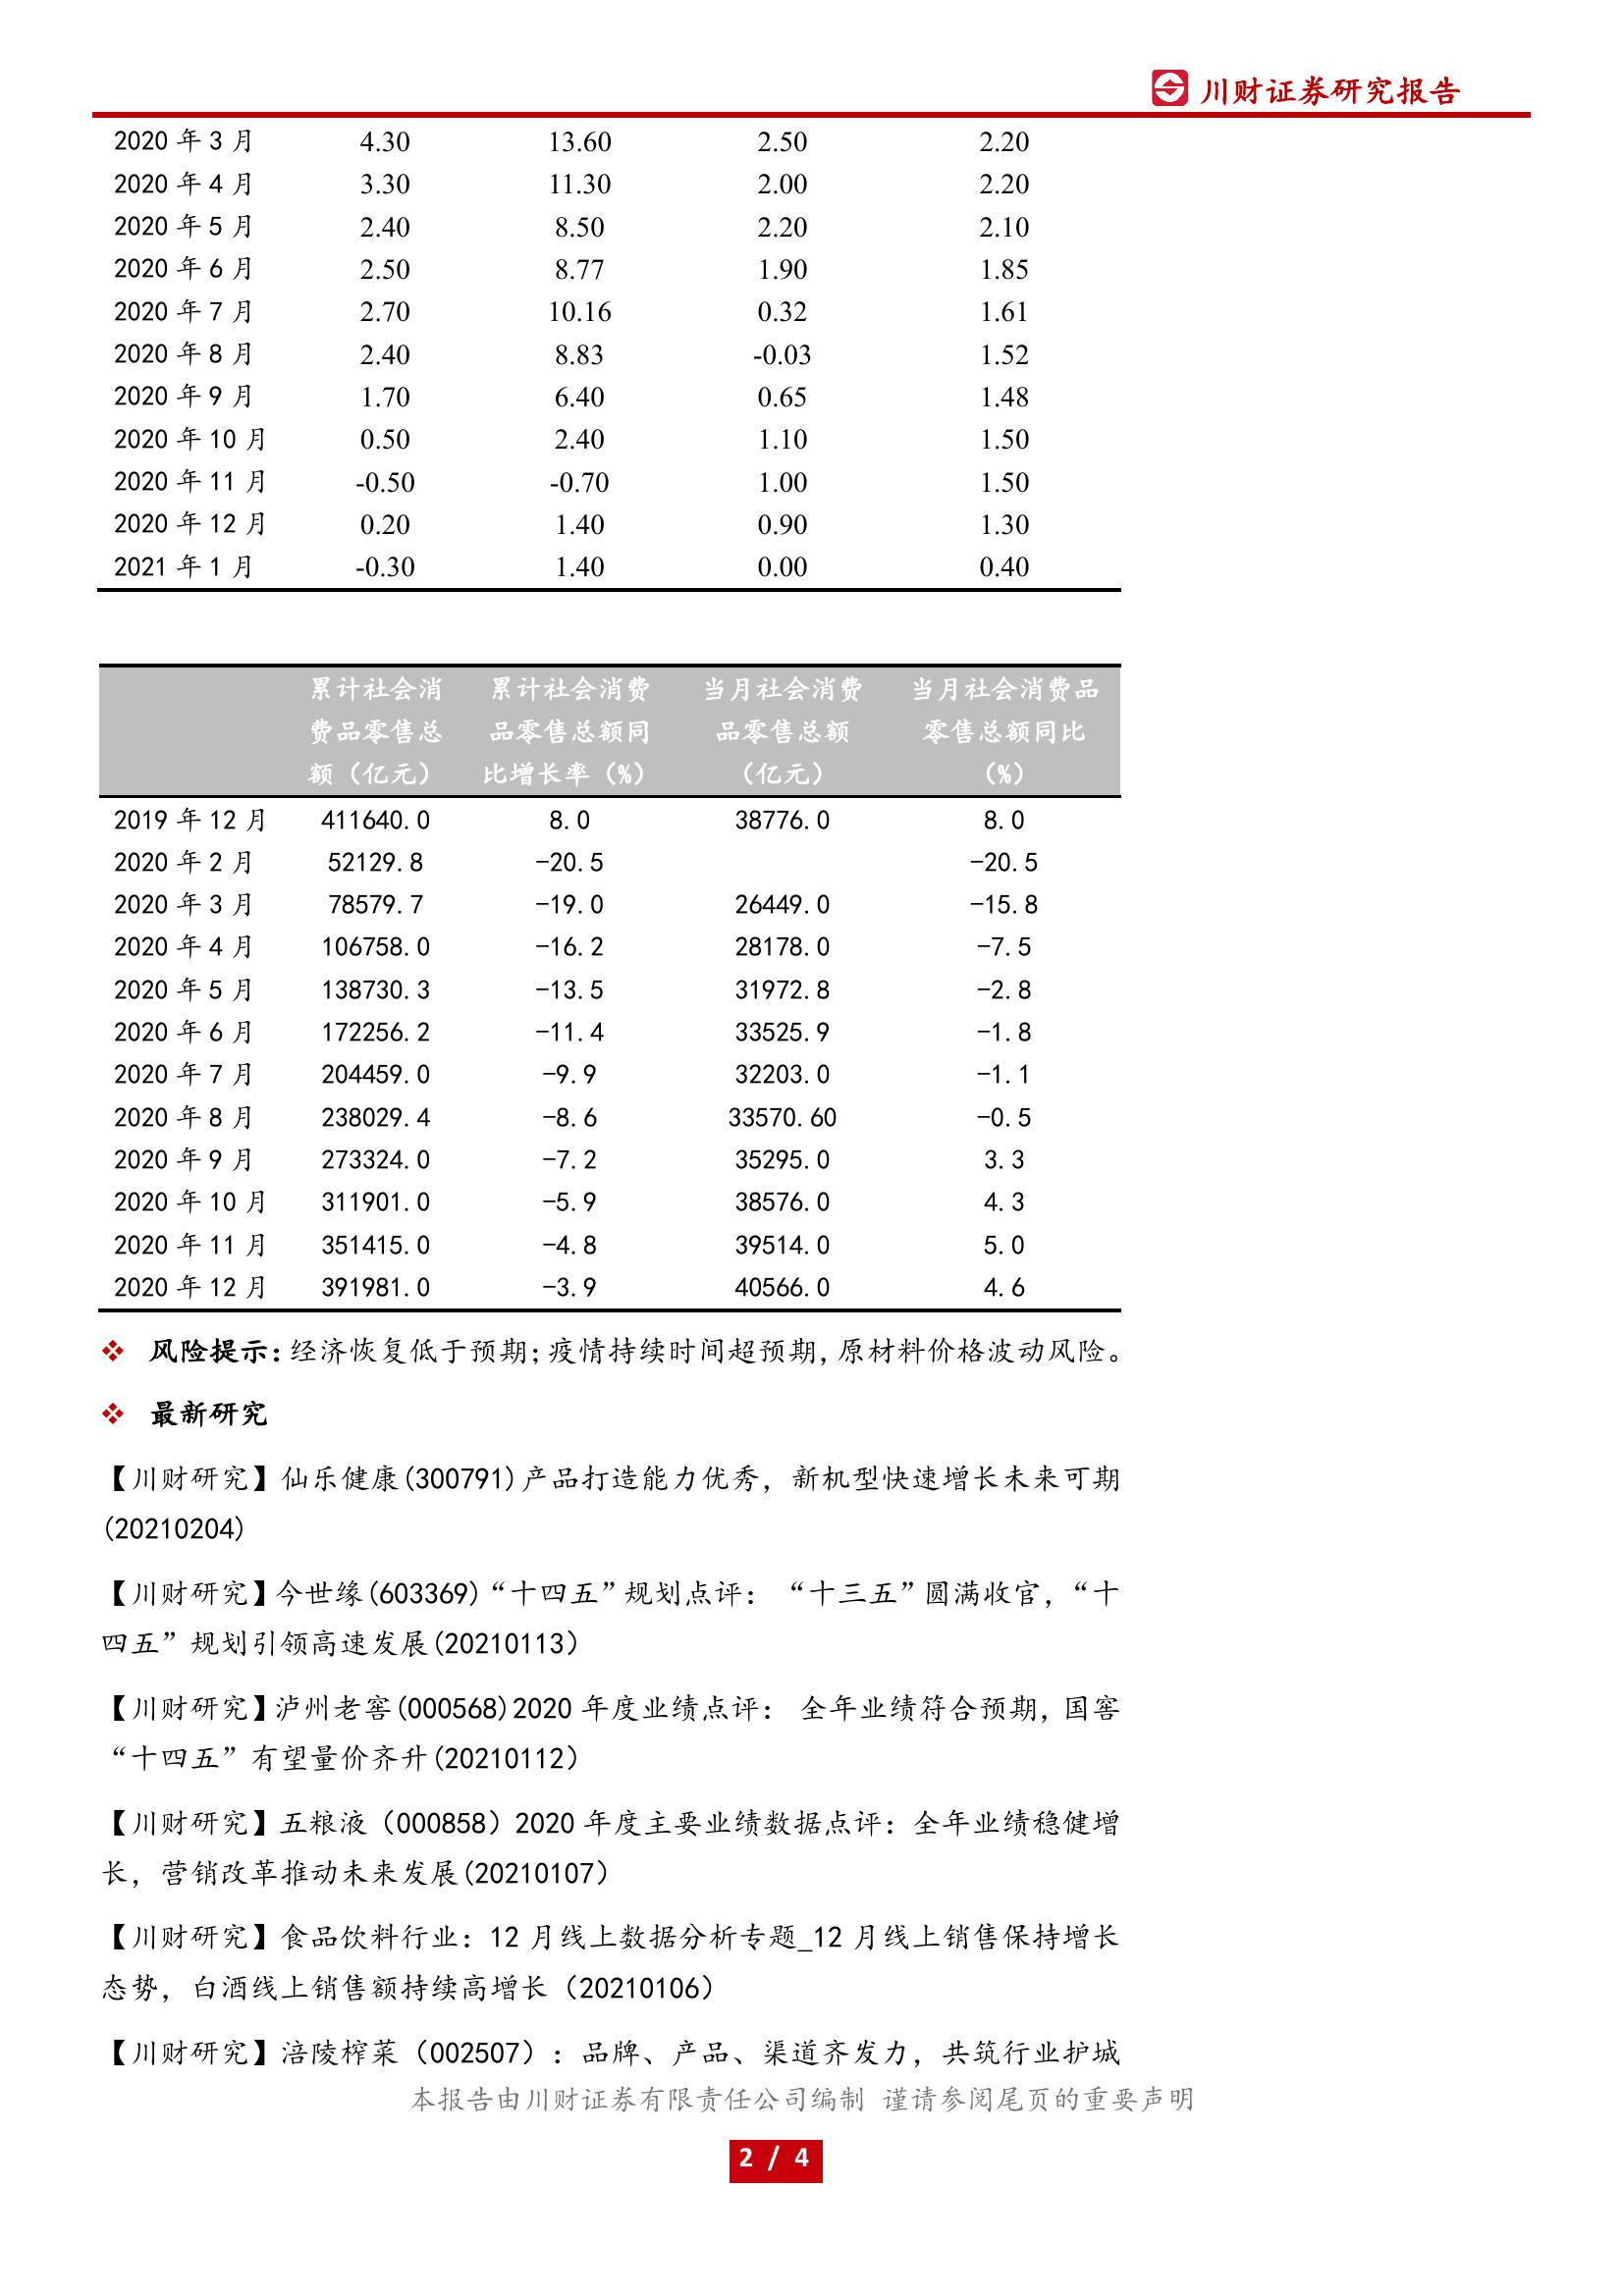 川财证券研究报告
2020 年 3 月 4.30 13.60 2.50 2.20
2020 年 4 月 3.30 11.30 2.00 2.20
2020 年 5 月 2.40 8.50 2.20 2.10
2020 年 6 月 2.50 8.77 1.90 1.85
2020 年 7 月 2.70 10.16 0.32 1.61
2020 年 8 月 2.40 8.83 -0.03 1.52
2020 年 9 月 1.70 6.40 0.65 1.48
2020 年 10 月 0.50 2.40 1.10 1.50
2020 年 11 月 -0.50 -0.70 1.00 1.50
2020 年 12 月 0.20 1.40 0.90 1.30
2021 年 1 月 -0.30 1.40 0.00 0.40
累计社会消 累计社会消费 当月社会消费 当月社会消费品
费品零售总 品零售总额同 品零售总额 零售总额同比
额（亿元） 比增长率（%） （亿元） （%）
2019 年 12 月 411640.0 8.0 38776.0 8.0
2020 年 2 月 52129.8 -20.5 -20.5
2020 年 3 月 78579.7 -19.0 26449.0 -15.8
2020 年 4 月 106758.0 -16.2 28178.0 -7.5
2020 年 5 月 138730.3 -13.5 31972.8 -2.8
2020 年 6 月 172256.2 -11.4 33525.9 -1.8
2020 年 7 月 204459.0 -9.9 32203.0 -1.1
2020 年 8 月 238029.4 -8.6 33570.60 -0.5
2020 年 9 月 273324.0 -7.2 35295.0 3.3
2020 年 10 月 311901.0 -5.9 38576.0 4.3
2020 年 11 月 351415.0 -4.8 39514.0 5.0
2020 年 12 月 391981.0 -3.9 40566.0 4.6
❖ 风险提示：经济恢复低于预期；疫情持续时间超预期，原材料价格波动风险。
❖ 最新研究
【川财研究】仙乐健康(300791)产品打造能力优秀，新机型快速增长未来可期
(20210204)
【川财研究】今世缘(603369)“十四五”规划点评： “十三五”圆满收官，“十
四五”规划引领高速发展(20210113）
【川财研究】泸州老窖(000568)2020 年度业绩点评： 全年业绩符合预期，国窖
“十四五”有望量价齐升(20210112）
【川财研究】五粮液（000858）2020 年度主要业绩数据点评：全年业绩稳健增
长，营销改革推动未来发展(20210107）
【川财研究】食品饮料行业：12 月线上数据分析专题_12 月线上销售保持增长
态势，白酒线上销售额持续高增长（20210106）
【川财研究】涪陵榨菜（002507）：品牌、产品、渠道齐发力，共筑行业护城
本报告由川财证券有限责任公司编制 谨请参阅尾页的重要声明
2 / 4